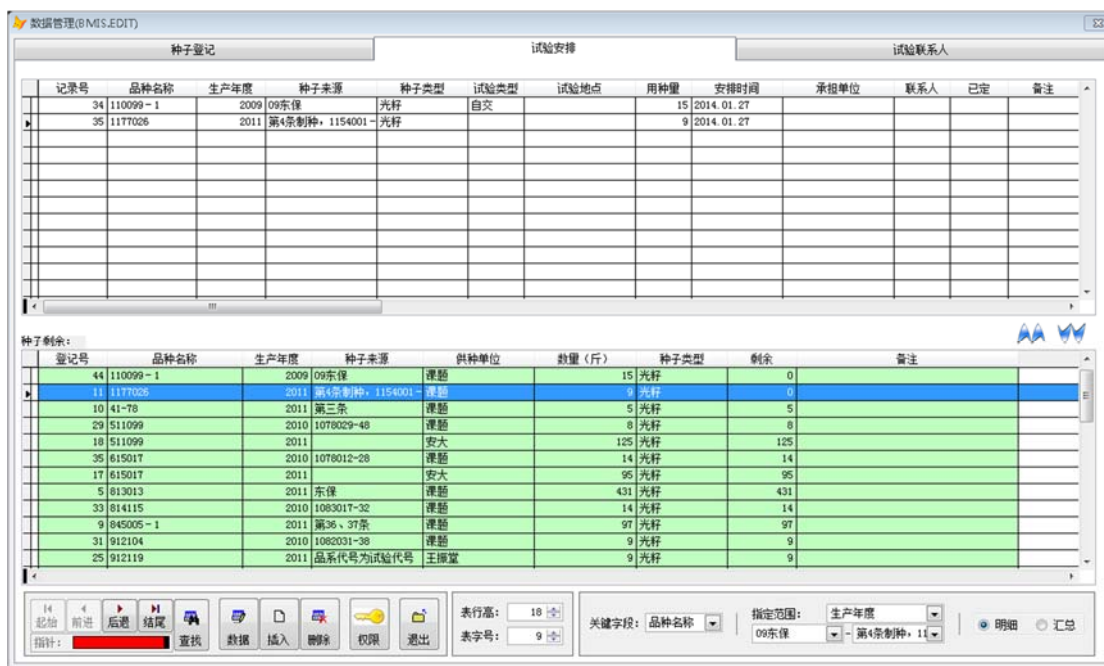 数据管理(BMIS.EDIT)
种子登记 试验安排 试验联系人
记录号 品种名称 生产年度 种子来源 种子类型 试验类型 试验地点 用种量 安排时间 承担单位 联系人 已定 备注
34 110099-1 2009 09东保 光籽 自交 15 2014.01.27
35 1177026 2011 第4条制种，1154001- 光籽 9 2014.01.27
种子剩余：
登记号 品种名称 生产年度 种子来源 供种单位 数量（斤） 种子类型 剩余 备注
44 110099-1 2009 09东保 课题 15 光籽 0
11 1177026 2011 第4条制种，1154001- 课题 9 光籽 0
10 41-78 2011 第三条 课题 5 光籽 5
29 511099 2010 1078029-48 课题 8 光籽 8
18 511099 2011 安大 125 光籽 125
35 615017 2010 1078012-28 课题 14 光籽 14
17 615017 2011 安大 95 光籽 95
5 813013 2011 东保 课题 431 光籽 431
33 814115 2010 1083017-32 课题 14 光籽 14
9 845005-1 2011 第36、37条 课题 97 光籽 97
31 912104 2010 1082031-38 课题 9 光籽 9
25 912119 2011 品系代号为试验代号 王振堂 9 光籽 9
起始 前进 后退 结尾 查找 数据 插入 删除 权限 退出
指针：
表行高： 18
表字号： 9
关键字段： 品种名称
指定范围： 生产年度
09东保 - 第4条制种，11
明细 汇总